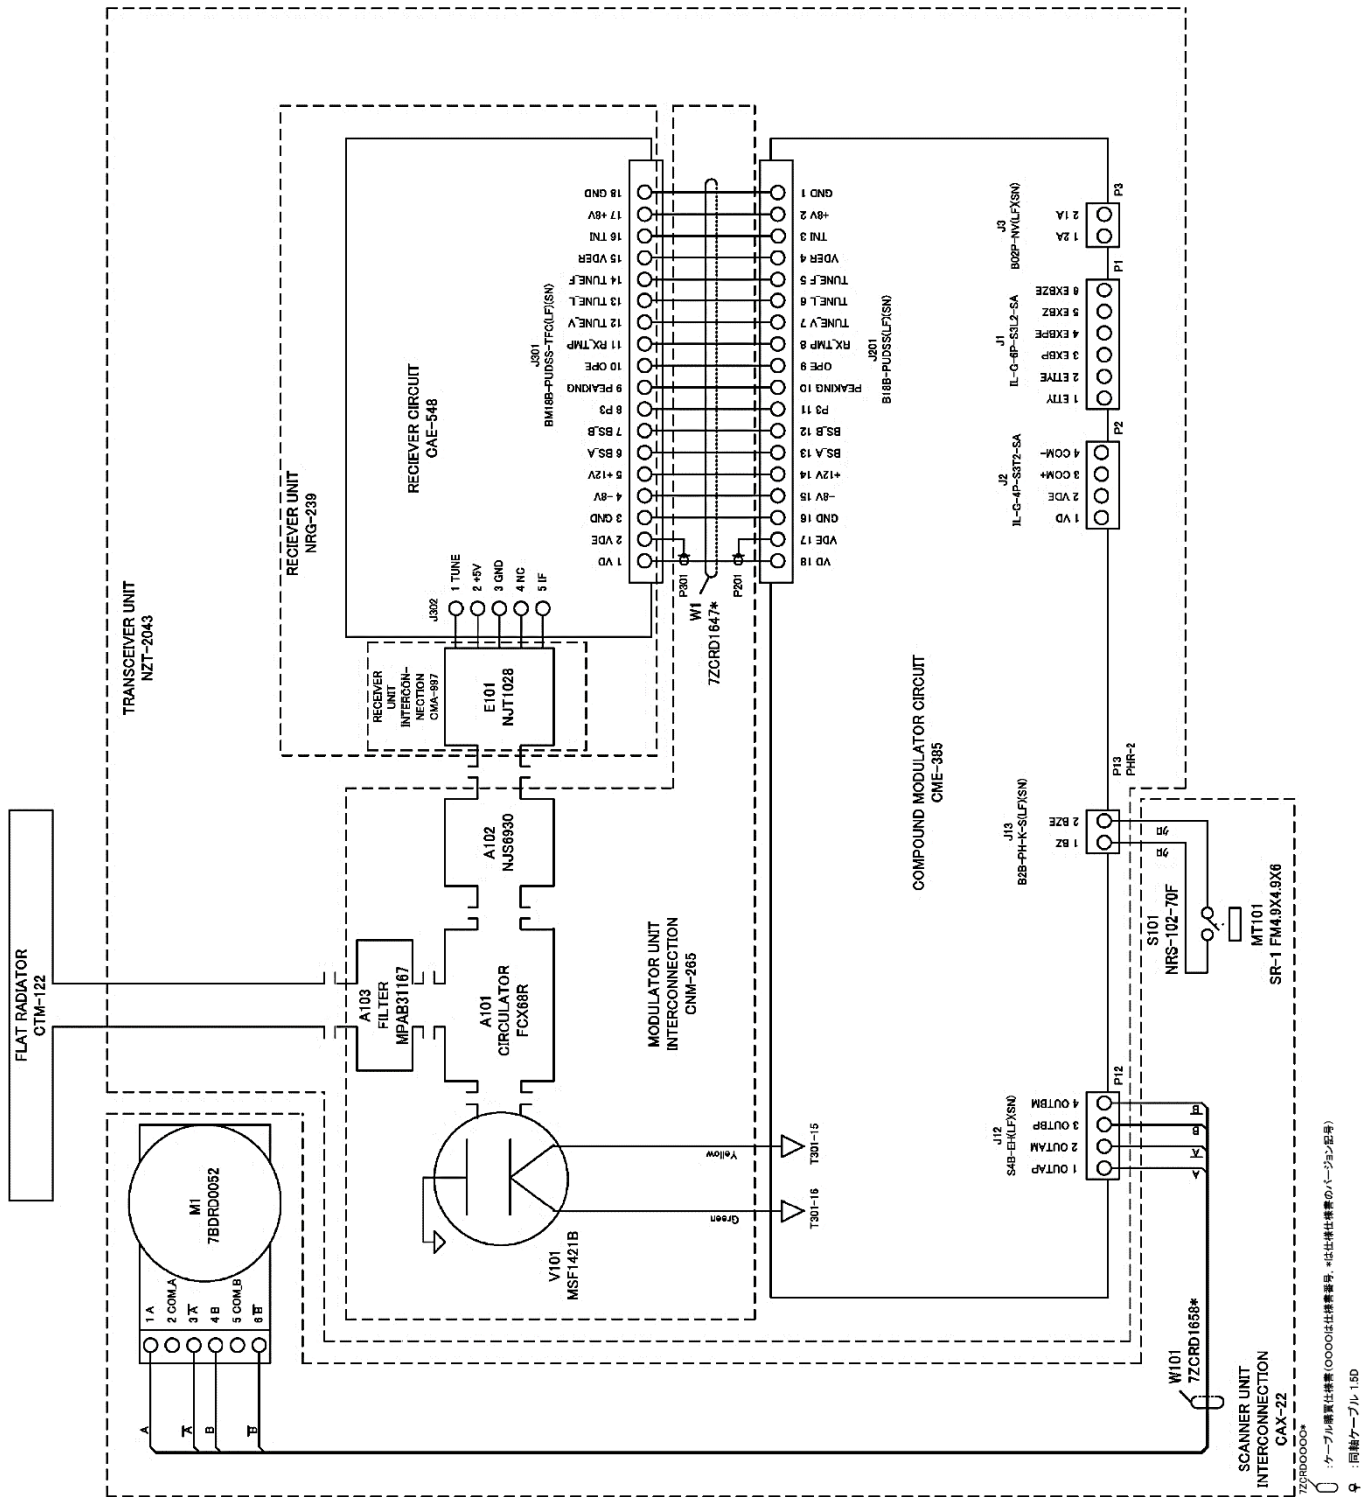 FLAT RADIATOR
CTM-122
TRANSCEIVER UNIT
NZT-2043
RECIEVER UNIT
NRG-239
RECIEVER CIRCUIT
CAE-548
J301
BM18B-PUDSS-TFC(LF)(SN)
18 GND
17 +8V
16 TNI
15 VDER
14 TUNE_F
13 TUNE_L
12 TUNE_V
11 RX_TMP
10 OPE
9 PEAKING
8 P3
7 BS_B
6 BS_A
5 +12V
4 -8V
3 GND
2 VDE
1 VD
J302
1 TUNE
2 +5V
3 GND
4 NC
5 IF
RECEIVER
UNIT
INTERCON-
NECTION
CMA-997
E101
NJT1028
P301
P201
W1
7ZCRD1647*
GND 1
+8V 2
TNI 3
VDER 4
TUNE_F 5
TUNE_L 6
TUNE_V 7
RX_TMP 8
OPE 9
PEAKING 10
P3 11
BS_B 12
BS_A 13
+12V 14
-8V 15
GND 16
VDE 17
VD 18
J201
B18B-PUDSS(LF)(SN)
COMPOUND MODULATOR CIRCUIT
CME-385
J3
B02P-NV(LF)(SN)
P3
2 1A
1 2A
P1
J1
IL-G-6P-S3L2-SA
6 EXBZE
5 EXBZ
4 EXBPE
3 EXBP
2 ETIYE
1 ETIY
P2
J2
IL-G-4P-S3T2-SA
4 COM-
3 COM+
2 VDE
1 VD
P13
PHR-2
J13
B2B-PH-K-S(LF)(SN)
2 BZE
1 BZ
クロ
クロ
S101
NRS-102-70F
MT101
SR-1 FM4.9X4.9X6
A102
NJS6930
A103
FILTER
MPAB31167
A101
CIRCULATOR
FCX68R
MODULATOR UNIT
INTERCONNECTION
CNM-265
V101
MSF1421B
Yellow
T301-15
Green
T301-16
P12
J12
S4B-EH(LF)(SN)
4 OUTBM
3 OUTBP
2 OUTAM
1 OUTAP
B̅
B
A̅
A
M1
7BDRD0052
1 A
2 COM_A
3 A̅
4 B
5 COM_B
6 B̅
A
A̅
B
B̅
W101
7ZCRD1658*
SCANNER UNIT
INTERCONNECTION
CAX-22
7ZCRD○○○○*
:ケーブル購買仕様書(○○○○は仕様書番号, *は仕様書のバージョン記号)
:同軸ケーブル 1.5D